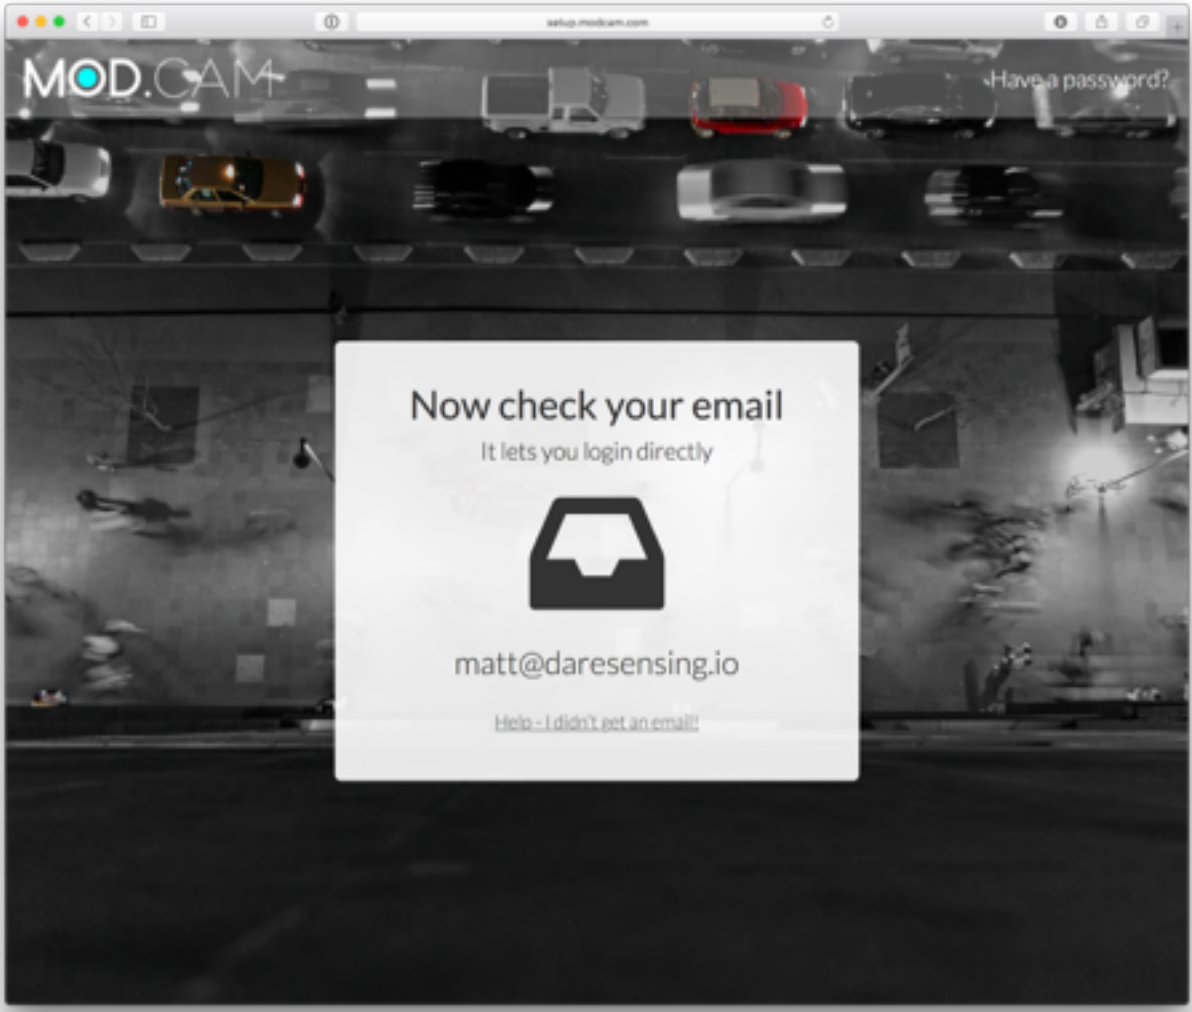 setup.modcam.com
MOD.CAM
Have a password?
Now check your email
It lets you login directly
matt@daresensing.io
Help - I didn't get an email!